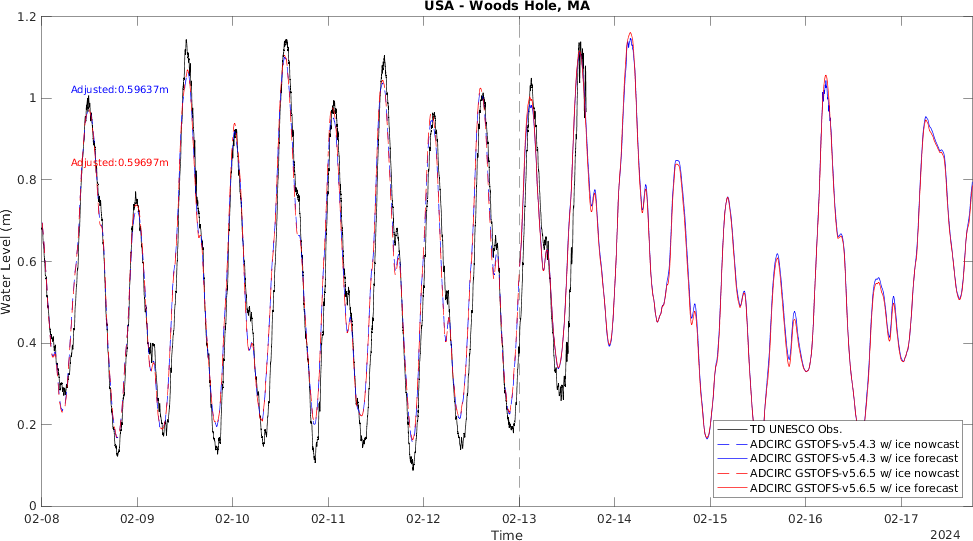 USA - Woods Hole, MA
1.2
1
0.8
0.6
0.4
0.2
0
Water Level (m)
Adjusted:0.59637m
Adjusted:0.59697m
TD UNESCO Obs.
ADCIRC GSTOFS-v5.4.3 w/ ice nowcast
ADCIRC GSTOFS-v5.4.3 w/ ice forecast
ADCIRC GSTOFS-v5.6.5 w/ ice nowcast
ADCIRC GSTOFS-v5.6.5 w/ ice forecast
02-08 02-09 02-10 02-11 02-12 02-13 02-14 02-15 02-16 02-17
Time
2024